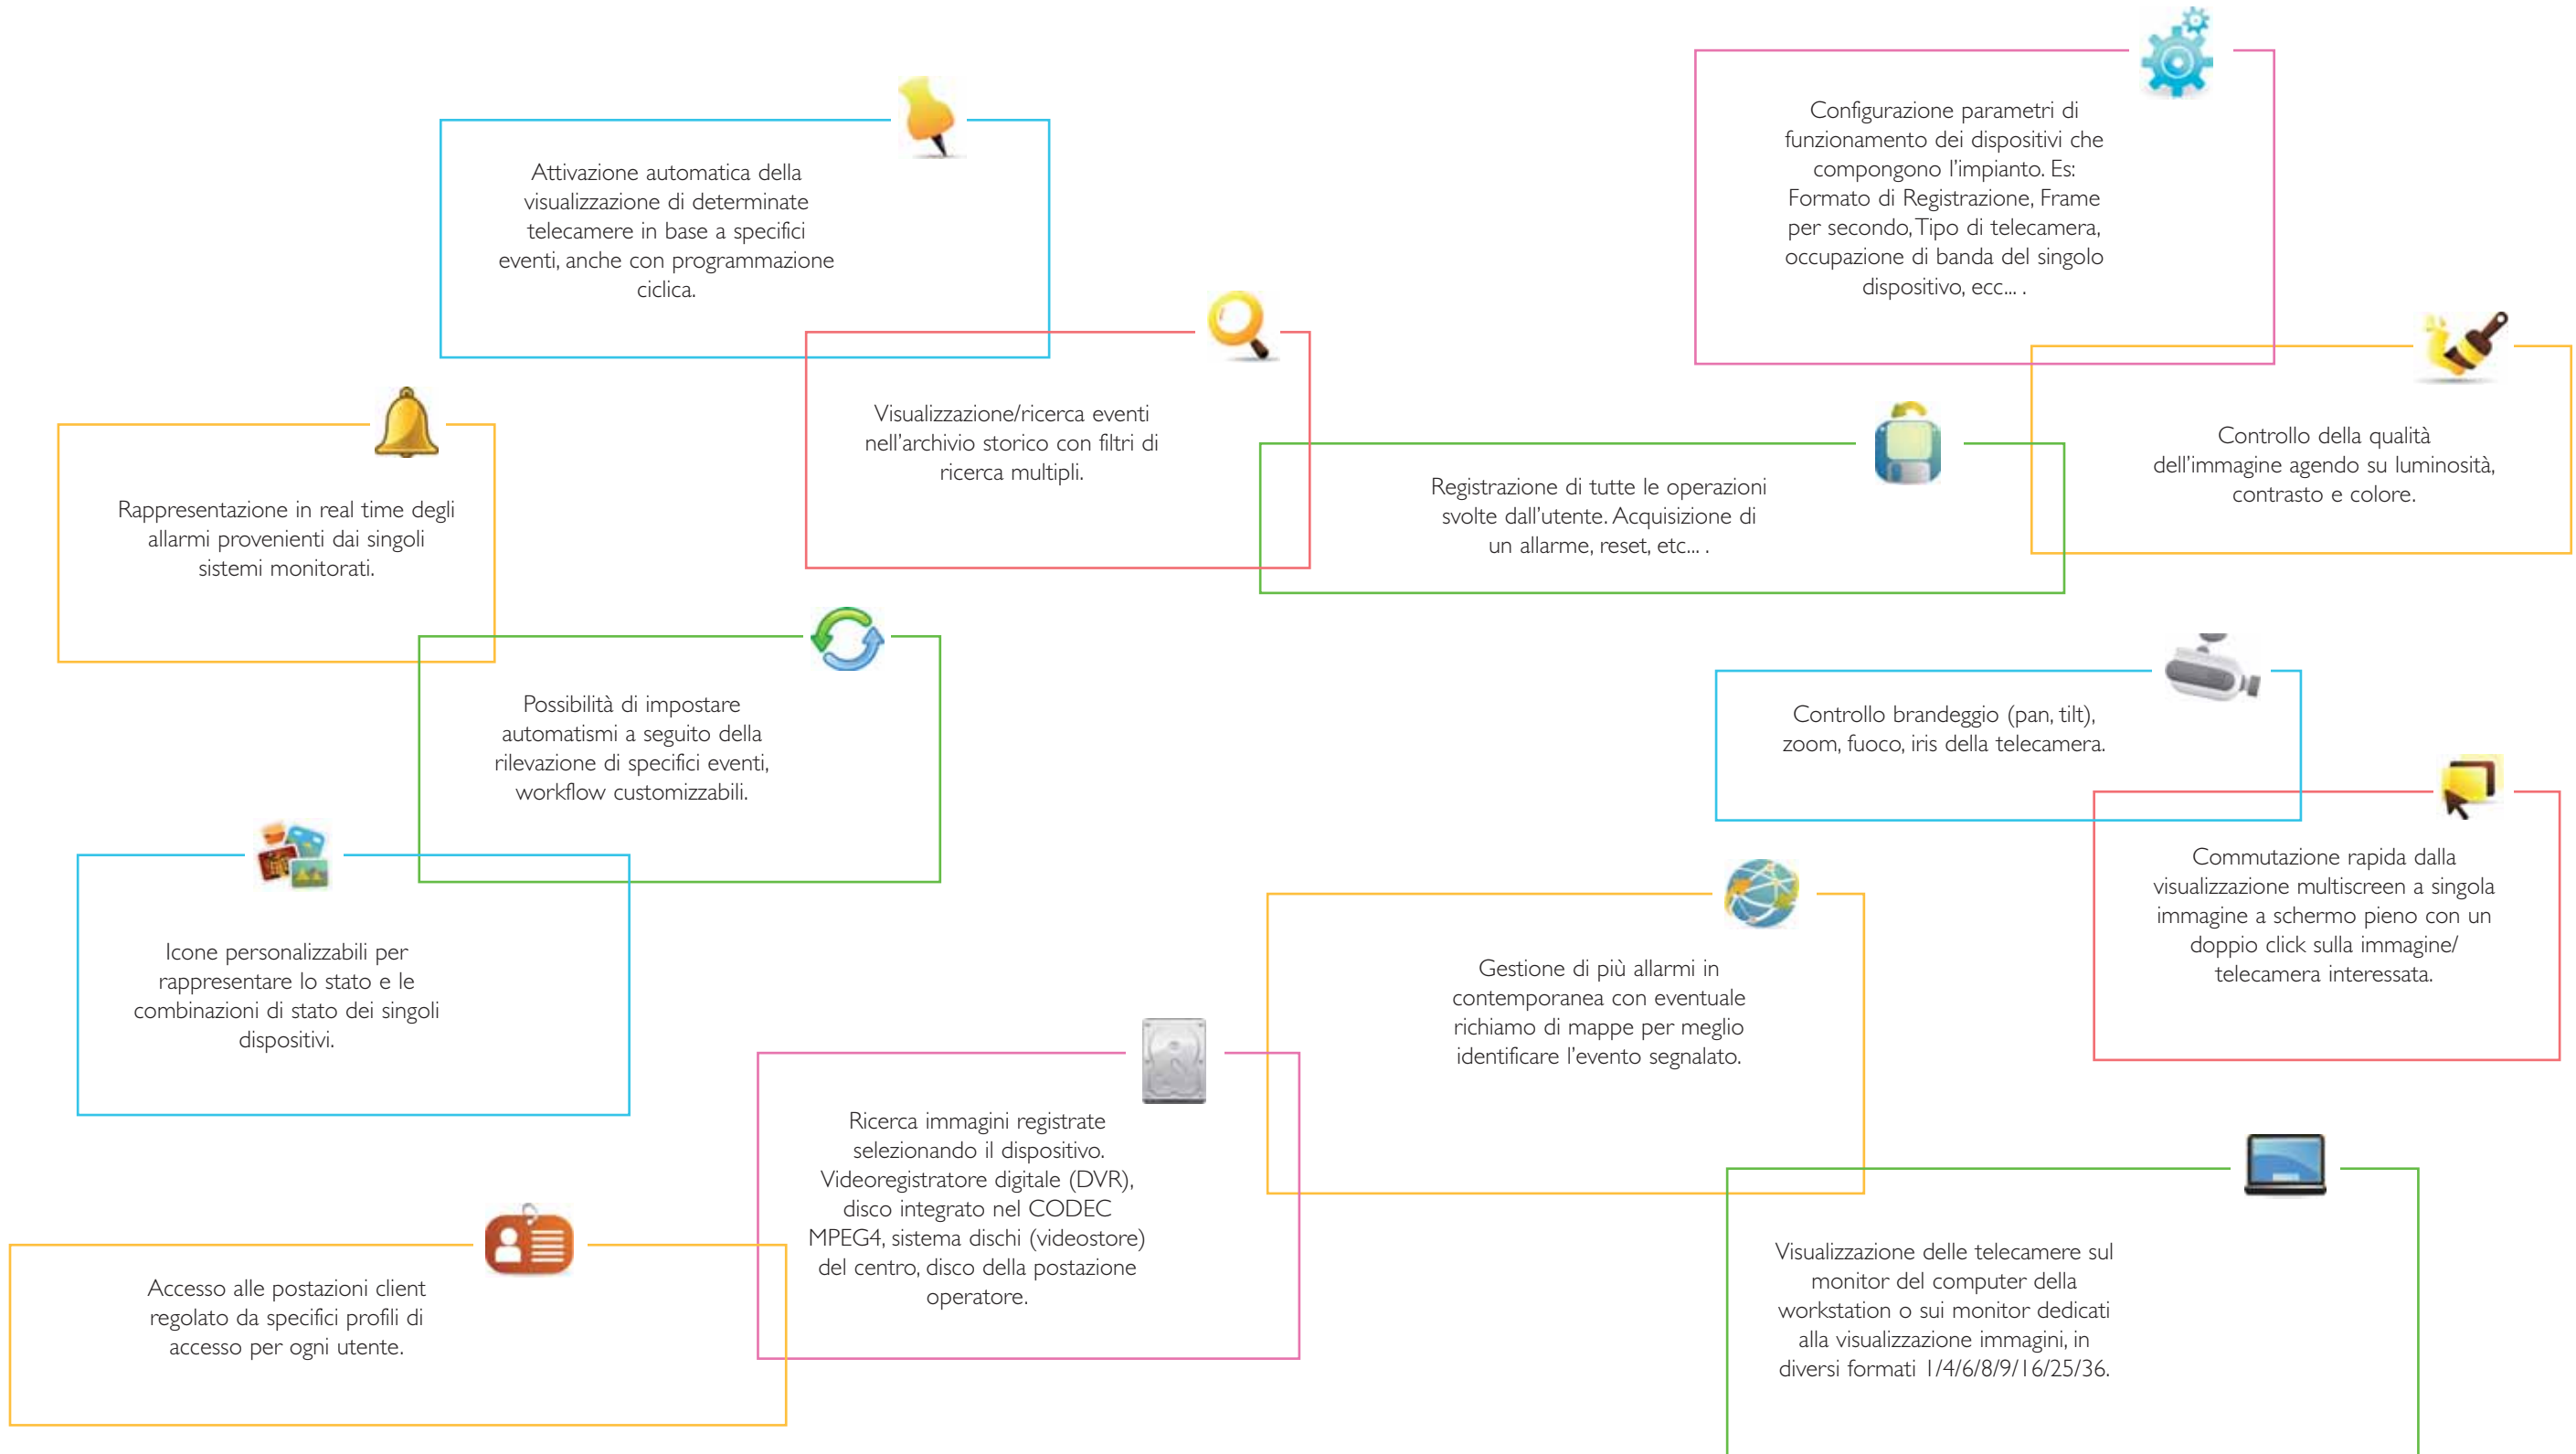 Attivazione automatica della
visualizzazione di determinate
telecamere in base a specifici
eventi, anche con programmazione
ciclica.
Configurazione parametri di
funzionamento dei dispositivi che
compongono l'impianto. Es:
Formato di Registrazione, Frame
per secondo, Tipo di telecamera,
occupazione di banda del singolo
dispositivo, ecc... .
Visualizzazione/ricerca eventi
nell'archivio storico con filtri di
ricerca multipli.
Controllo della qualità
dell'immagine agendo su luminosità,
contrasto e colore.
Rappresentazione in real time degli
allarmi provenienti dai singoli
sistemi monitorati.
Registrazione di tutte le operazioni
svolte dall'utente. Acquisizione di
un allarme, reset, etc... .
Possibilità di impostare
automatismi a seguito della
rilevazione di specifici eventi,
workflow customizzabili.
Controllo brandeggio (pan, tilt),
zoom, fuoco, iris della telecamera.
Commutazione rapida dalla
visualizzazione multiscreen a singola
immagine a schermo pieno con un
doppio click sulla immagine/
telecamera interessata.
Icone personalizzabili per
rappresentare lo stato e le
combinazioni di stato dei singoli
dispositivi.
Gestione di più allarmi in
contemporanea con eventuale
richiamo di mappe per meglio
identificare l'evento segnalato.
Ricerca immagini registrate
selezionando il dispositivo.
Videoregistratore digitale (DVR),
disco integrato nel CODEC
MPEG4, sistema dischi (videostore)
del centro, disco della postazione
operatore.
Accesso alle postazioni client
regolato da specifici profili di
accesso per ogni utente.
Visualizzazione delle telecamere sul
monitor del computer della
workstation o sui monitor dedicati
alla visualizzazione immagini, in
diversi formati 1/4/6/8/9/16/25/36.